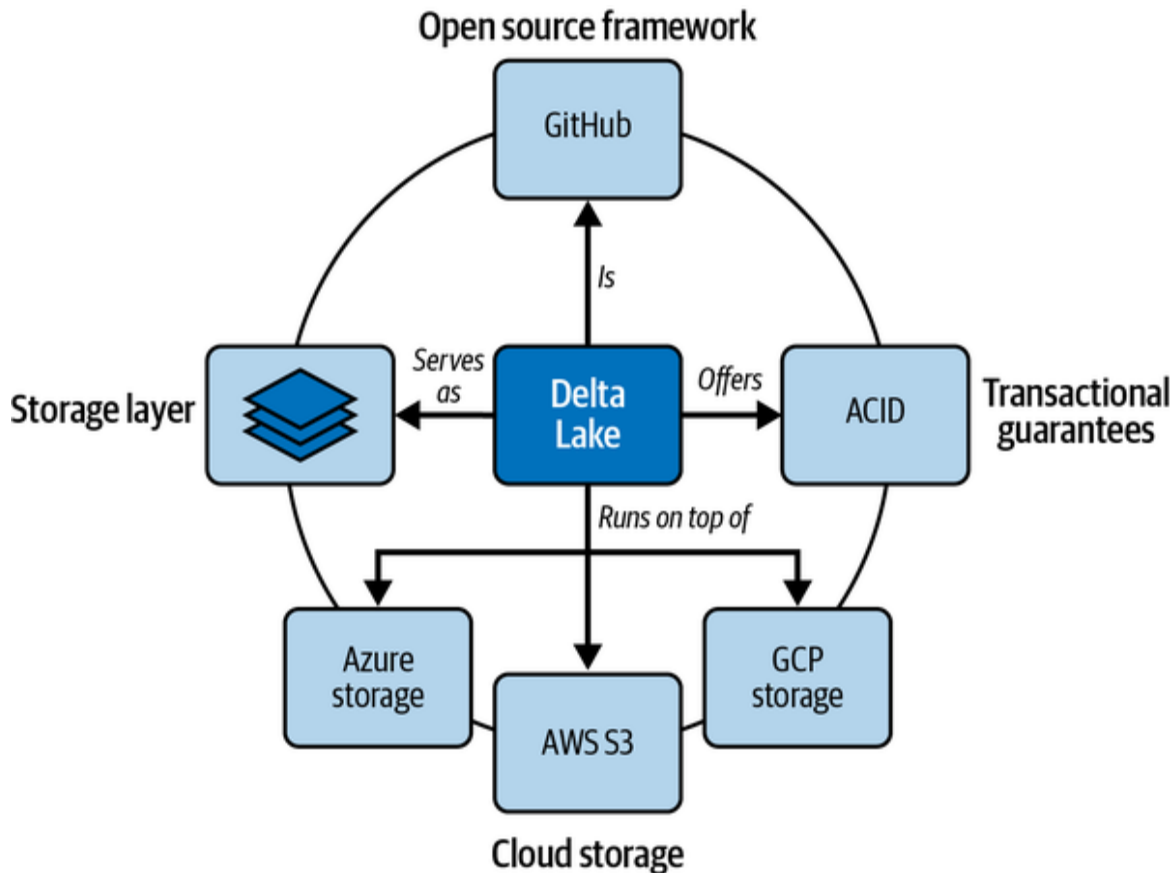 Open source framework
GitHub
Is
Storage layer
Serves
as
Delta
Lake
Offers
ACID
Transactional
guarantees
Runs on top of
Azure
storage
AWS S3
GCP
storage
Cloud storage